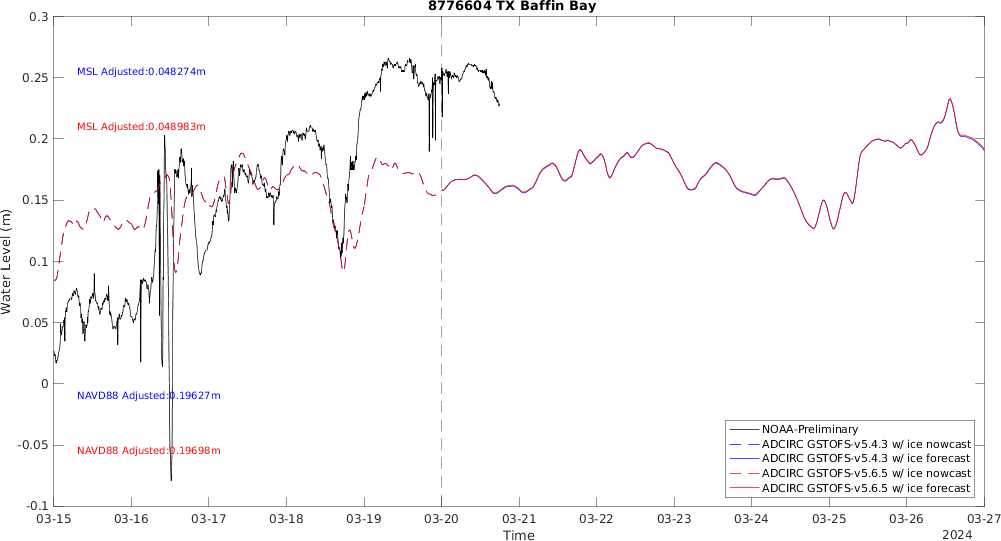 8776604 TX Baffin Bay
0.3
0.25
0.2
0.15
0.1
0.05
0
-0.05
-0.1
Water Level (m)
MSL Adjusted:0.048274m
MSL Adjusted:0.048983m
NAVD88 Adjusted:0.19627m
NAVD88 Adjusted:0.19698m
NOAA-Preliminary
ADCIRC GSTOFS-v5.4.3 w/ ice nowcast
ADCIRC GSTOFS-v5.4.3 w/ ice forecast
ADCIRC GSTOFS-v5.6.5 w/ ice nowcast
ADCIRC GSTOFS-v5.6.5 w/ ice forecast
03-15 03-16 03-17 03-18 03-19 03-20 03-21 03-22 03-23 03-24 03-25 03-26 03-27
Time
2024